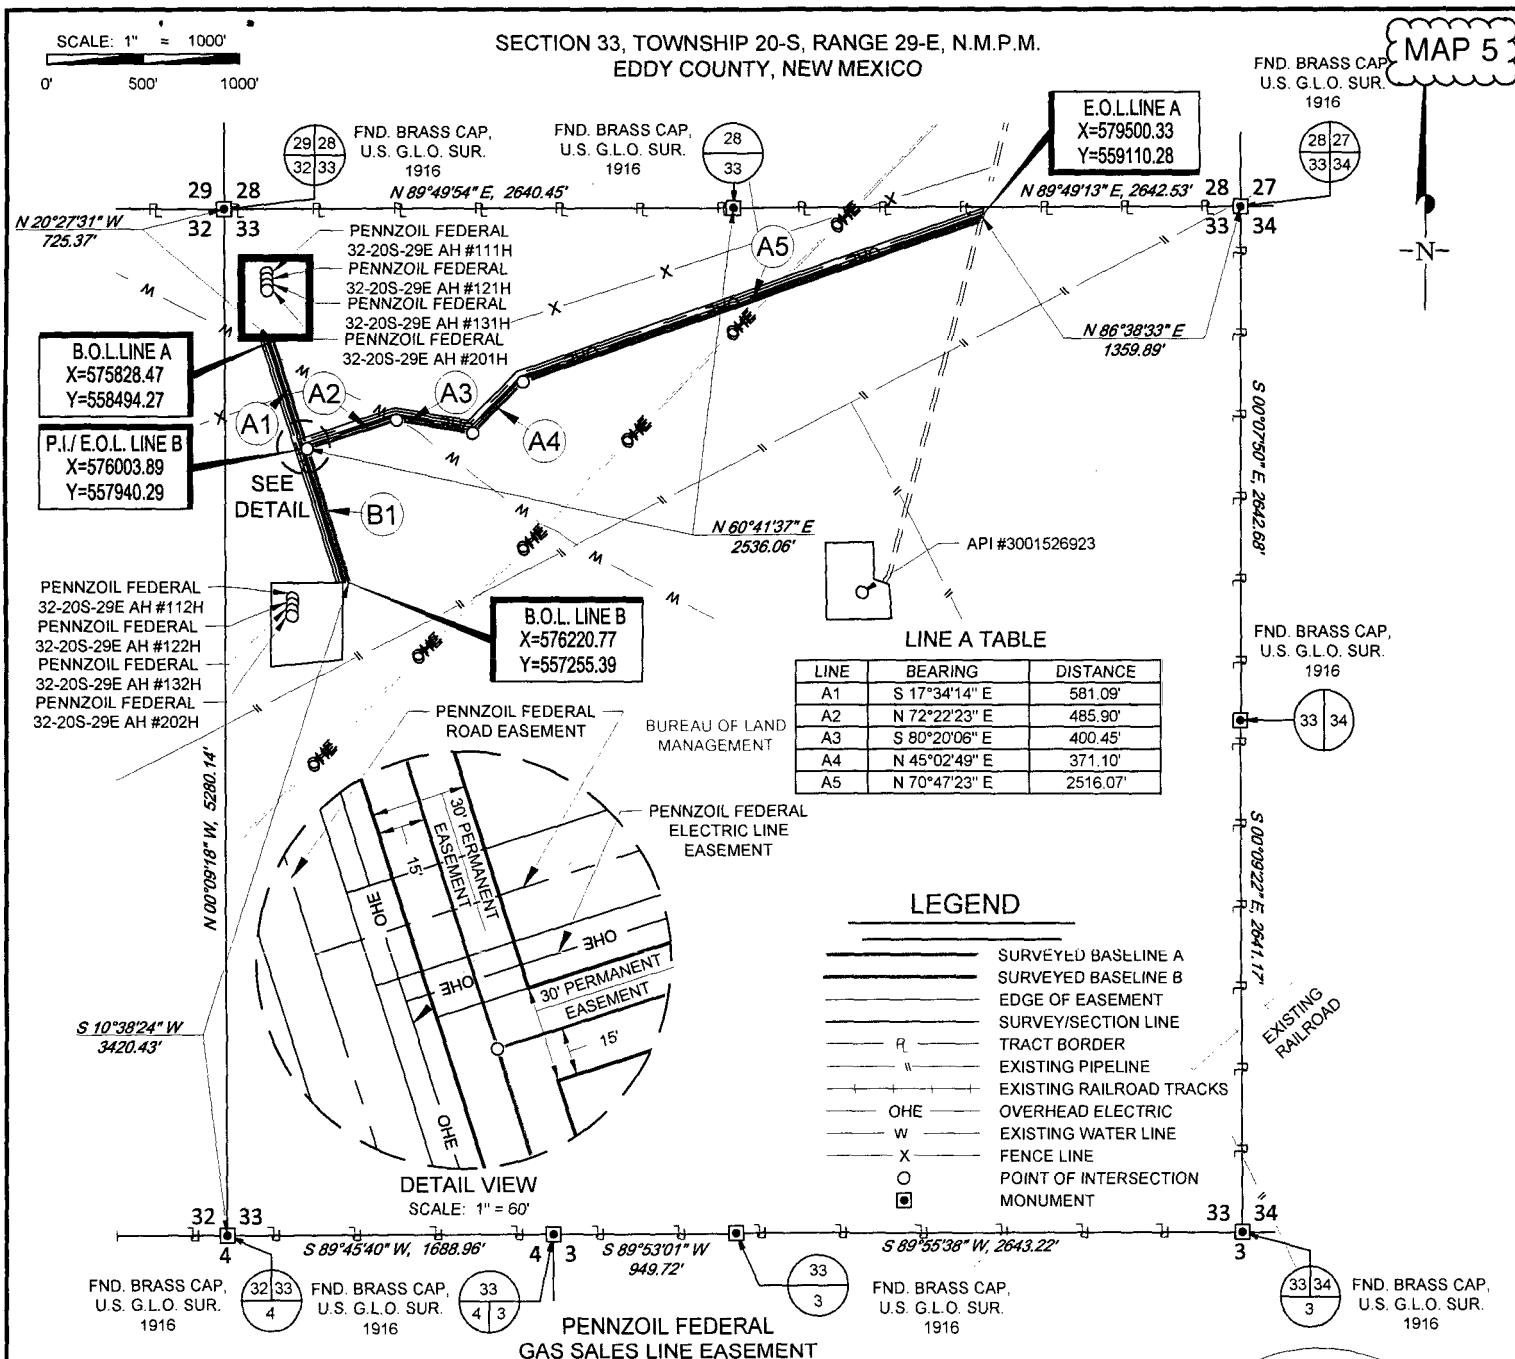 SCALE: 1" = 1000'
0' 500' 1000'
SECTION 33, TOWNSHIP 20-S, RANGE 29-E, N.M.P.M.
EDDY COUNTY, NEW MEXICO
MAP 5
FND. BRASS CAP,
U.S. G.L.O. SUR.
1916
29 28
32 33
FND. BRASS CAP,
U.S. G.L.O. SUR.
1916
FND. BRASS CAP,
U.S. G.L.O. SUR.
1916
28
33
E.O.L.LINE A
X=579500.33
Y=559110.28
28 27
33 34
29 28
32 33
N 89°49'54" E, 2640.45'
N 89°49'13" E, 2642.53'
28 27
33 34
N 20°27'31" W
725.37'
PENNZOIL FEDERAL
32-20S-29E AH #111H
PENNZOIL FEDERAL
32-20S-29E AH #121H
PENNZOIL FEDERAL
32-20S-29E AH #131H
PENNZOIL FEDERAL
32-20S-29E AH #201H
A5
-N-
N 86°38'33" E
1359.89'
B.O.L.LINE A
X=575828.47
Y=558494.27
A1
A2
A3
A4
P.I./ E.O.L. LINE B
X=576003.89
Y=557940.29
SEE
DETAIL
B1
S 00°07'50" E, 2642.68'
N 60°41'37" E
2536.06'
API #3001526923
OHE
OHE
OHE
OHE
OHE
OHE
OHE
OHE
OHE
PENNZOIL FEDERAL
32-20S-29E AH #112H
PENNZOIL FEDERAL
32-20S-29E AH #122H
PENNZOIL FEDERAL
32-20S-29E AH #132H
PENNZOIL FEDERAL
32-20S-29E AH #202H
B.O.L. LINE B
X=576220.77
Y=557255.39
LINE A TABLE
LINE BEARING DISTANCE
A1 S 17°34'14" E 581.09'
A2 N 72°22'23" E 485.90'
A3 S 80°20'06" E 400.45'
A4 N 45°02'49" E 371.10'
A5 N 70°47'23" E 2516.07'
FND. BRASS CAP,
U.S. G.L.O. SUR.
1916
33 34
PENNZOIL FEDERAL
ROAD EASEMENT
BUREAU OF LAND
MANAGEMENT
PENNZOIL FEDERAL
ELECTRIC LINE
EASEMENT
N 00°09'18" W, 5280.14'
30' PERMANENT
EASEMENT
15'
OHE
OHE
OHE
OHE
30' PERMANENT
EASEMENT
15'
DETAIL VIEW
SCALE: 1" = 60'
S 10°38'24" W
3420.43'
LEGEND
SURVEYED BASELINE A
SURVEYED BASELINE B
EDGE OF EASEMENT
SURVEY/SECTION LINE
TRACT BORDER
EXISTING PIPELINE
EXISTING RAILROAD TRACKS
OHE OVERHEAD ELECTRIC
W EXISTING WATER LINE
X FENCE LINE
POINT OF INTERSECTION
MONUMENT
S 00°09'22" E, 2641.17'
EXISTING
RAILROAD
32 33
4
S 89°45'40" W, 1688.96'
4 3
S 89°53'01" W
949.72'
S 89°55'38" W, 2643.22'
33 34
3
FND. BRASS CAP,
U.S. G.L.O. SUR.
1916
32 33
4
FND. BRASS CAP,
U.S. G.L.O. SUR.
1916
33
4 3
33
3
FND. BRASS CAP,
U.S. G.L.O. SUR.
1916
33 34
3
FND. BRASS CAP,
U.S. G.L.O. SUR.
1916
PENNZOIL FEDERAL
GAS SALES LINE EASEMENT